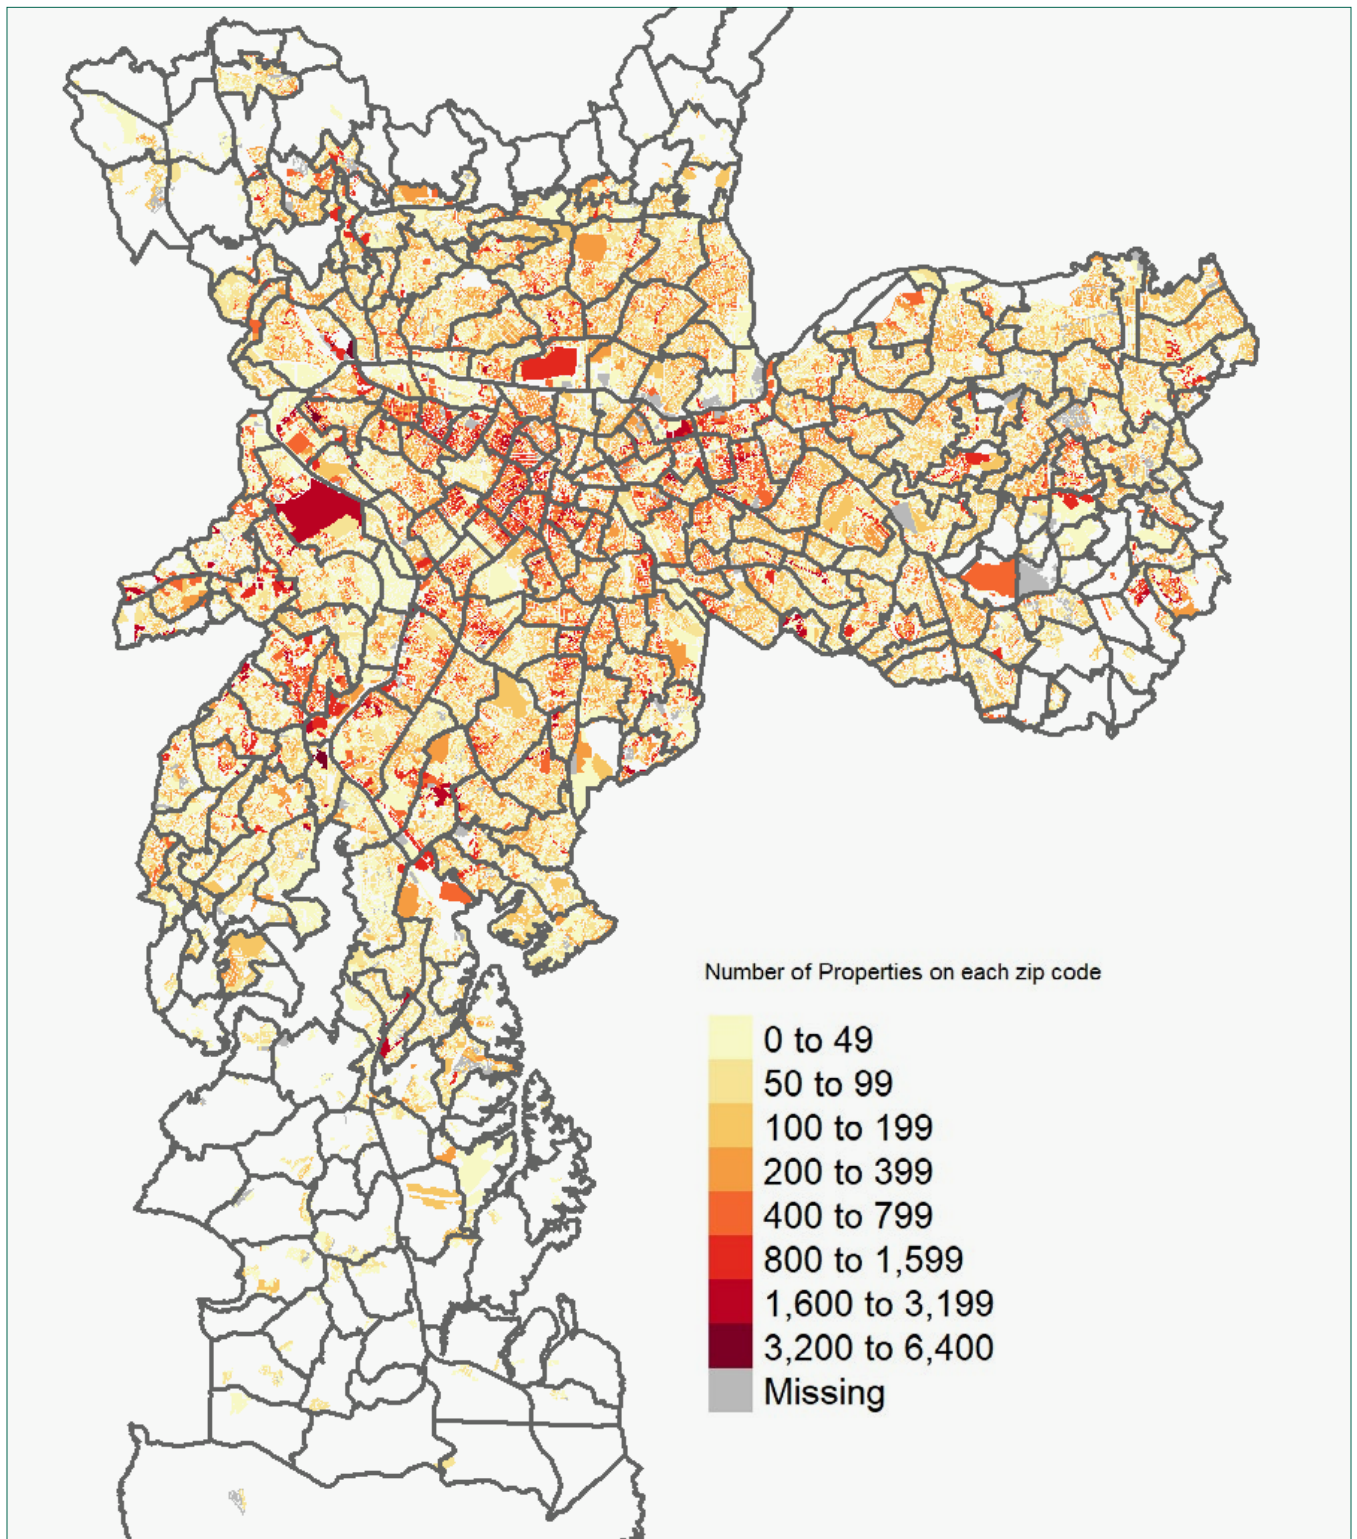 Number of Properties on each zip code
0 to 49
50 to 99
100 to 199
200 to 399
400 to 799
800 to 1,599
1,600 to 3,199
3,200 to 6,400
Missing